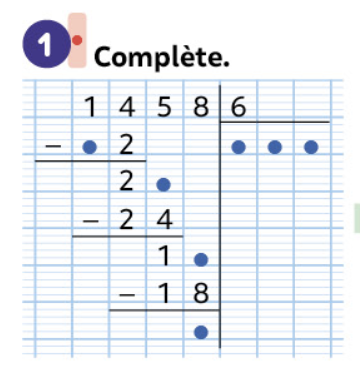 1 Complète.
1 4 5 8 6
– • 2 • • •
2 •
– 2 4
1 •
– 1 8
•